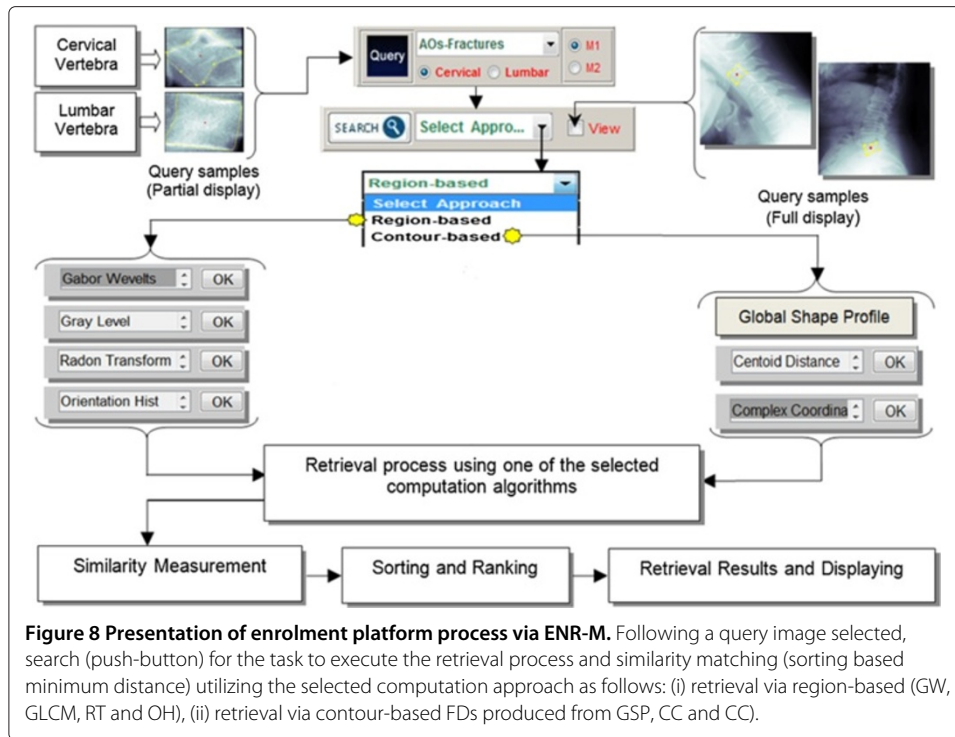 Cervical
Vertebra
Lumbar
Vertebra
Query samples
(Partial display)
Query
AOs-Fractures
Cervical
Lumbar
M1
M2
SEARCH
Select Appro...
View
Query samples
(Full display)
Region-based
Select Approach
Region-based
Contour-based
Gabor Wevelts
OK
Gray Level
OK
Radon Transform
OK
Orientation Hist
OK
Global Shape Profile
Centoid Distance
OK
Complex Coordina
OK
Retrieval process using one of the selected
computation algorithms
Similarity Measurement
Sorting and Ranking
Retrieval Results and Displaying
Figure 8 Presentation of enrolment platform process via ENR-M. Following a query image selected,
search (push-button) for the task to execute the retrieval process and similarity matching (sorting based
minimum distance) utilizing the selected computation approach as follows: (i) retrieval via region-based (GW,
GLCM, RT and OH), (ii) retrieval via contour-based FDs produced from GSP, CC and CC).